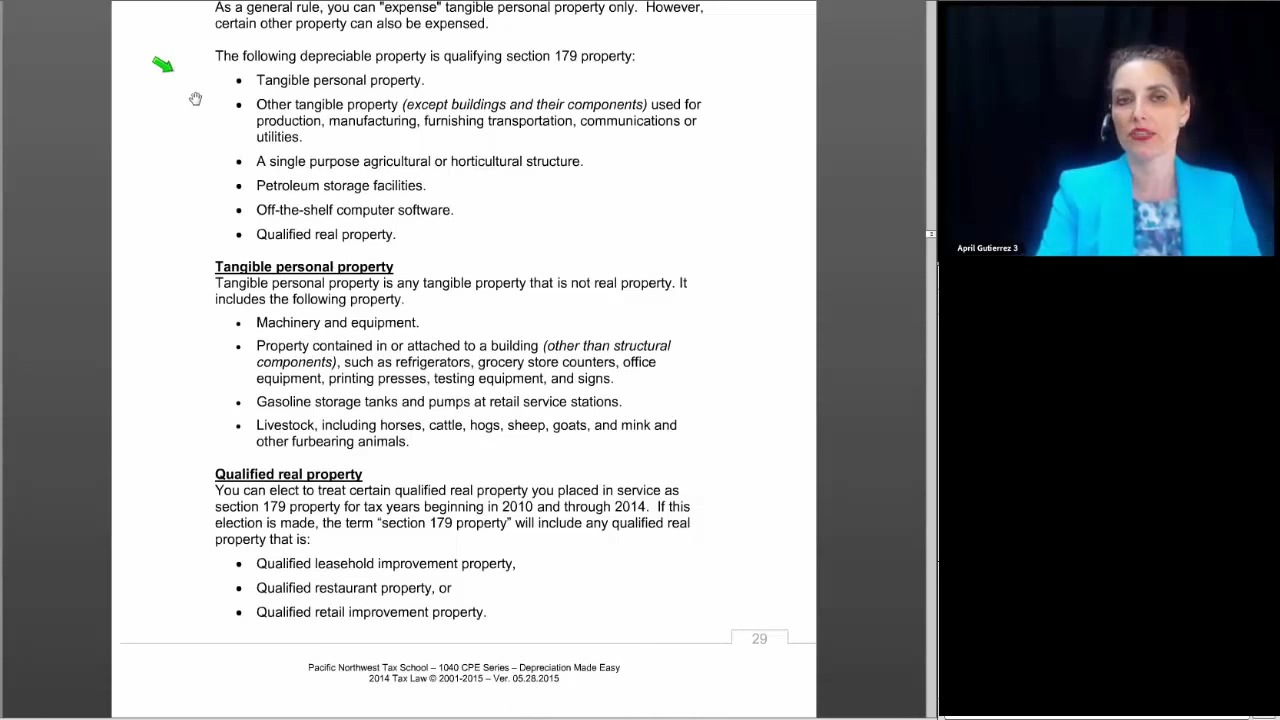 As a general rule, you can "expense" tangible personal property only. However,
certain other property can also be expensed.
The following depreciable property is qualifying section 179 property:
• Tangible personal property.
• Other tangible property (except buildings and their components) used for
production, manufacturing, furnishing transportation, communications or
utilities.
• A single purpose agricultural or horticultural structure.
• Petroleum storage facilities.
• Off-the-shelf computer software.
• Qualified real property.
Tangible personal property
Tangible personal property is any tangible property that is not real property. It
includes the following property.
• Machinery and equipment.
• Property contained in or attached to a building (other than structural
components), such as refrigerators, grocery store counters, office
equipment, printing presses, testing equipment, and signs.
• Gasoline storage tanks and pumps at retail service stations.
• Livestock, including horses, cattle, hogs, sheep, goats, and mink and
other furbearing animals.
Qualified real property
You can elect to treat certain qualified real property you placed in service as
section 179 property for tax years beginning in 2010 and through 2014. If this
election is made, the term “section 179 property” will include any qualified real
property that is:
• Qualified leasehold improvement property,
• Qualified restaurant property, or
• Qualified retail improvement property.
29
Pacific Northwest Tax School – 1040 CPE Series – Depreciation Made Easy
2014 Tax Law © 2001-2015 – Ver. 05.28.2015
April Gutierrez 3